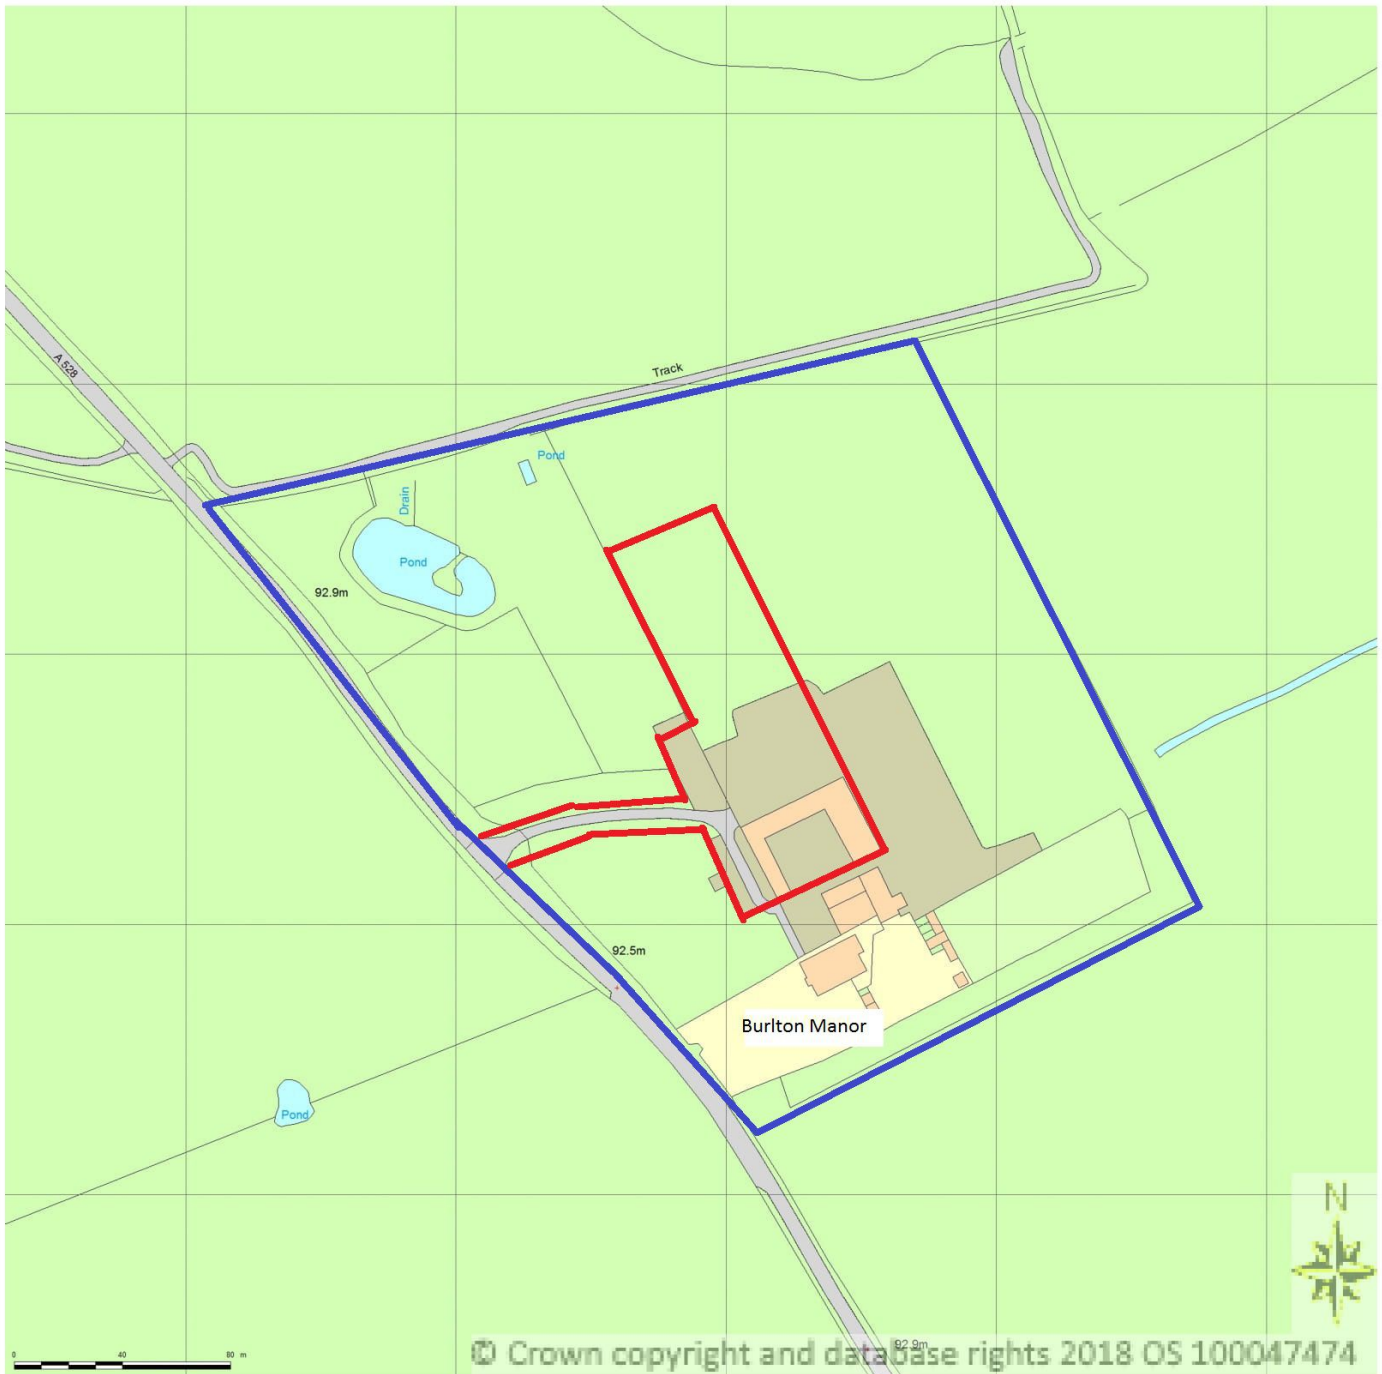 A 528
Track
Pond
Drain
Pond
92.9m
92.5m
Burlton Manor
Pond
N
92.9m
0 40 80 m
© Crown copyright and database rights 2018 OS 100047474